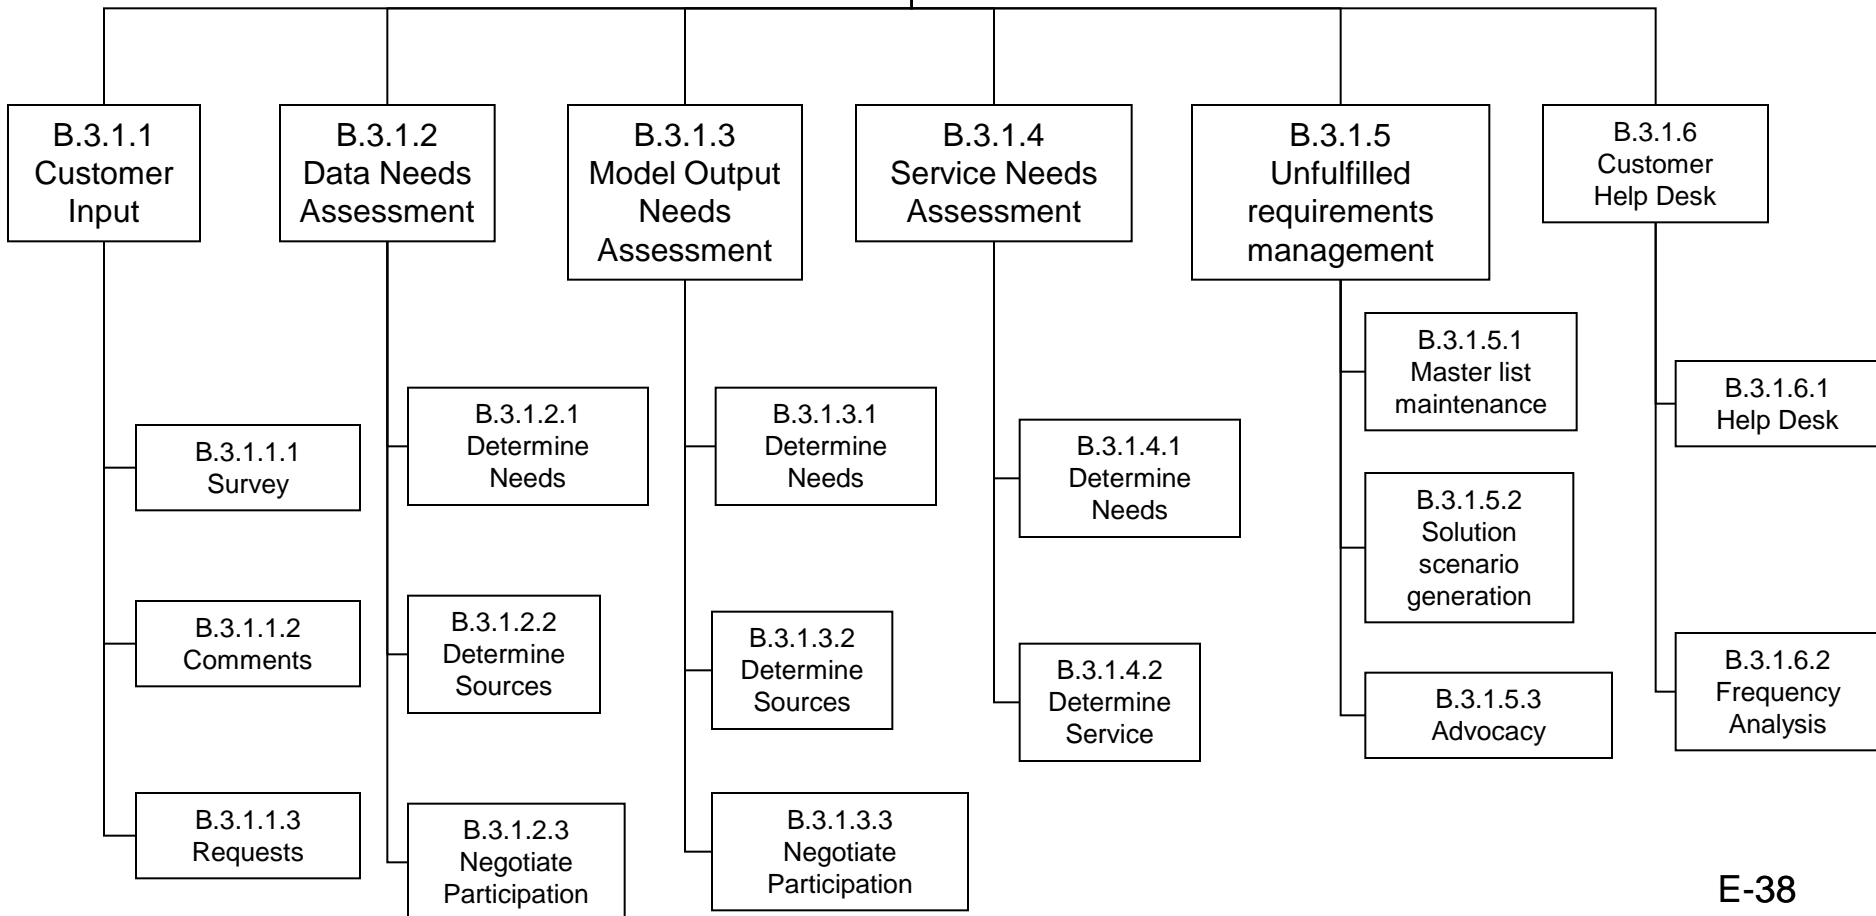 B.3.1.1
Customer
Input
B.3.1.2
Data Needs
Assessment
B.3.1.3
Model Output
Needs
Assessment
B.3.1.4
Service Needs
Assessment
B.3.1.5
Unfulfilled
requirements
management
B.3.1.6
Customer
Help Desk
B.3.1.1.1
Survey
B.3.1.1.2
Comments
B.3.1.1.3
Requests
B.3.1.2.1
Determine
Needs
B.3.1.2.2
Determine
Sources
B.3.1.2.3
Negotiate
Participation
B.3.1.3.1
Determine
Needs
B.3.1.3.2
Determine
Sources
B.3.1.3.3
Negotiate
Participation
B.3.1.4.1
Determine
Needs
B.3.1.4.2
Determine
Service
B.3.1.5.1
Master list
maintenance
B.3.1.5.2
Solution
scenario
generation
B.3.1.5.3
Advocacy
B.3.1.6.1
Help Desk
B.3.1.6.2
Frequency
Analysis
E-38